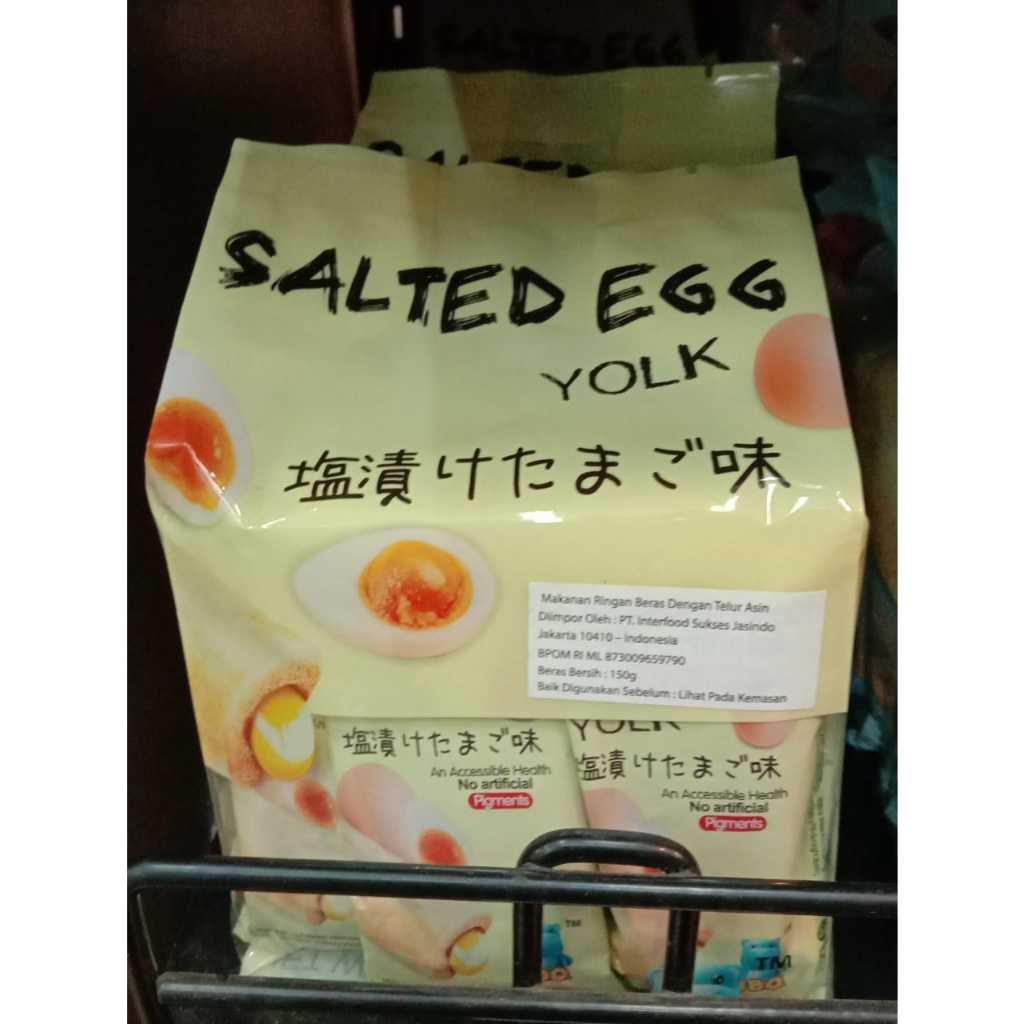 SALTED EGG
SALTED EGG
YOLK
塩漬けたまご味
Makanan Ringan Beras Dengan Telur Asin
Diimpor Oleh : PT. Interfood Sukses Jasindo
Jakarta 10410 – Indonesia
BPOM RI ML 873009659790
Beras Bersih : 150g
Baik Digunakan Sebelum : Lihat Pada Kemasan
YOLK
塩漬けたまご味
塩漬けたまご味
An Accessible Health
No artificial
Pigments
An Accessible Health
No artificial
Pigments
TM
TM